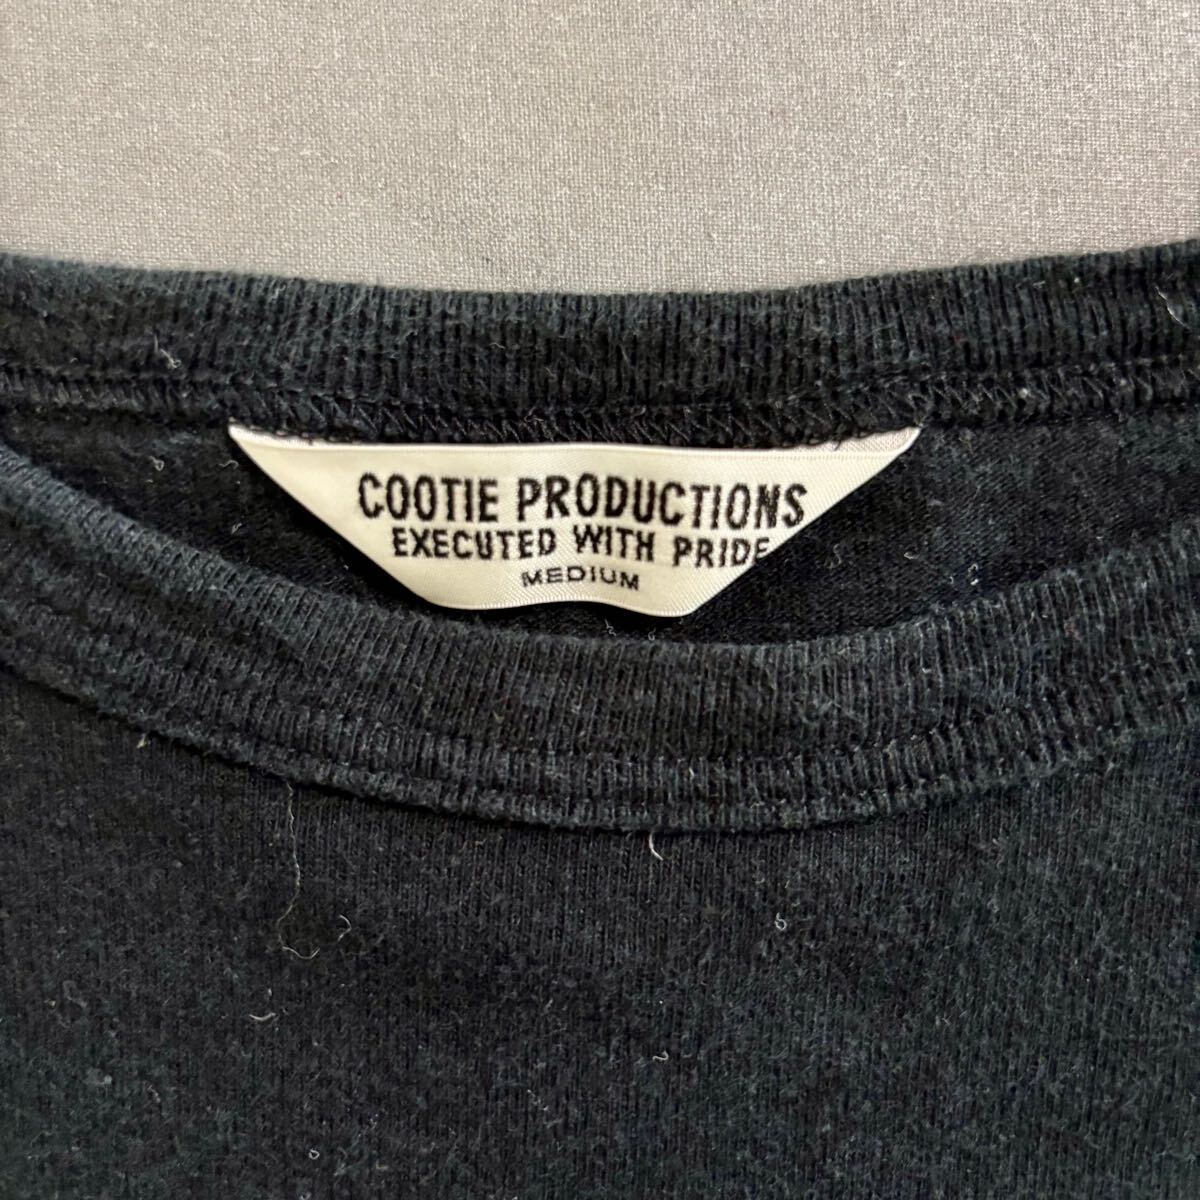 COOTIE PRODUCTIONS
EXECUTED WITH PRIDE
MEDIUM